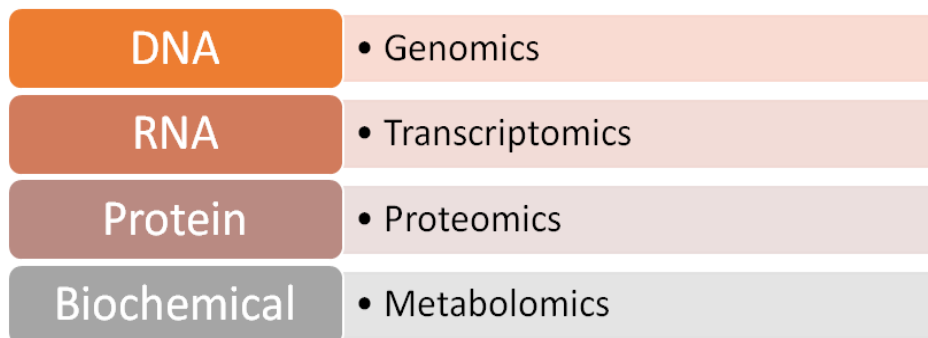 DNA
• Genomics
RNA
• Transcriptomics
Protein
• Proteomics
Biochemical
• Metabolomics